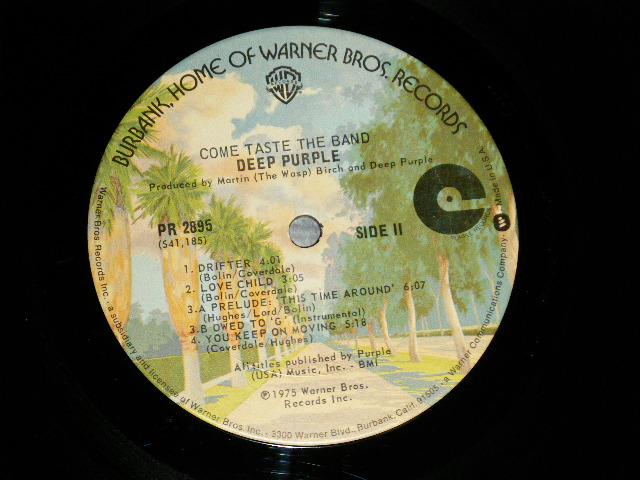 BURBANK, HOME OF WARNER BROS. RECORDS
COME TASTE THE BAND
DEEP PURPLE
Produced by Martin (The Wasp) Birch and Deep Purple
PR 2895
(S41,185)
SIDE II
1. DRIFTER 4:01
(Bolin/Coverdale)
2. LOVE CHILD 3:05
(Bolin/Coverdale)
3.A PRELUDE: 'THIS TIME AROUND' 6:07
(Hughes/Lord/Bolin)
3.B OWED TO 'G' (Instrumental)
4. YOU KEEP ON MOVING 5:18
(Coverdale/Hughes)
All titles published by Purple
(USA) Music, Inc. - BMI
℗1975 Warner Bros.
Records Inc.
Warner Bros. Records Inc., a subsidiary and licensee of Warner Bros. Inc. - 3300 Warner Blvd., Burbank, Calif. 91505 - a Warner Communications Company - Made in U.S.A.